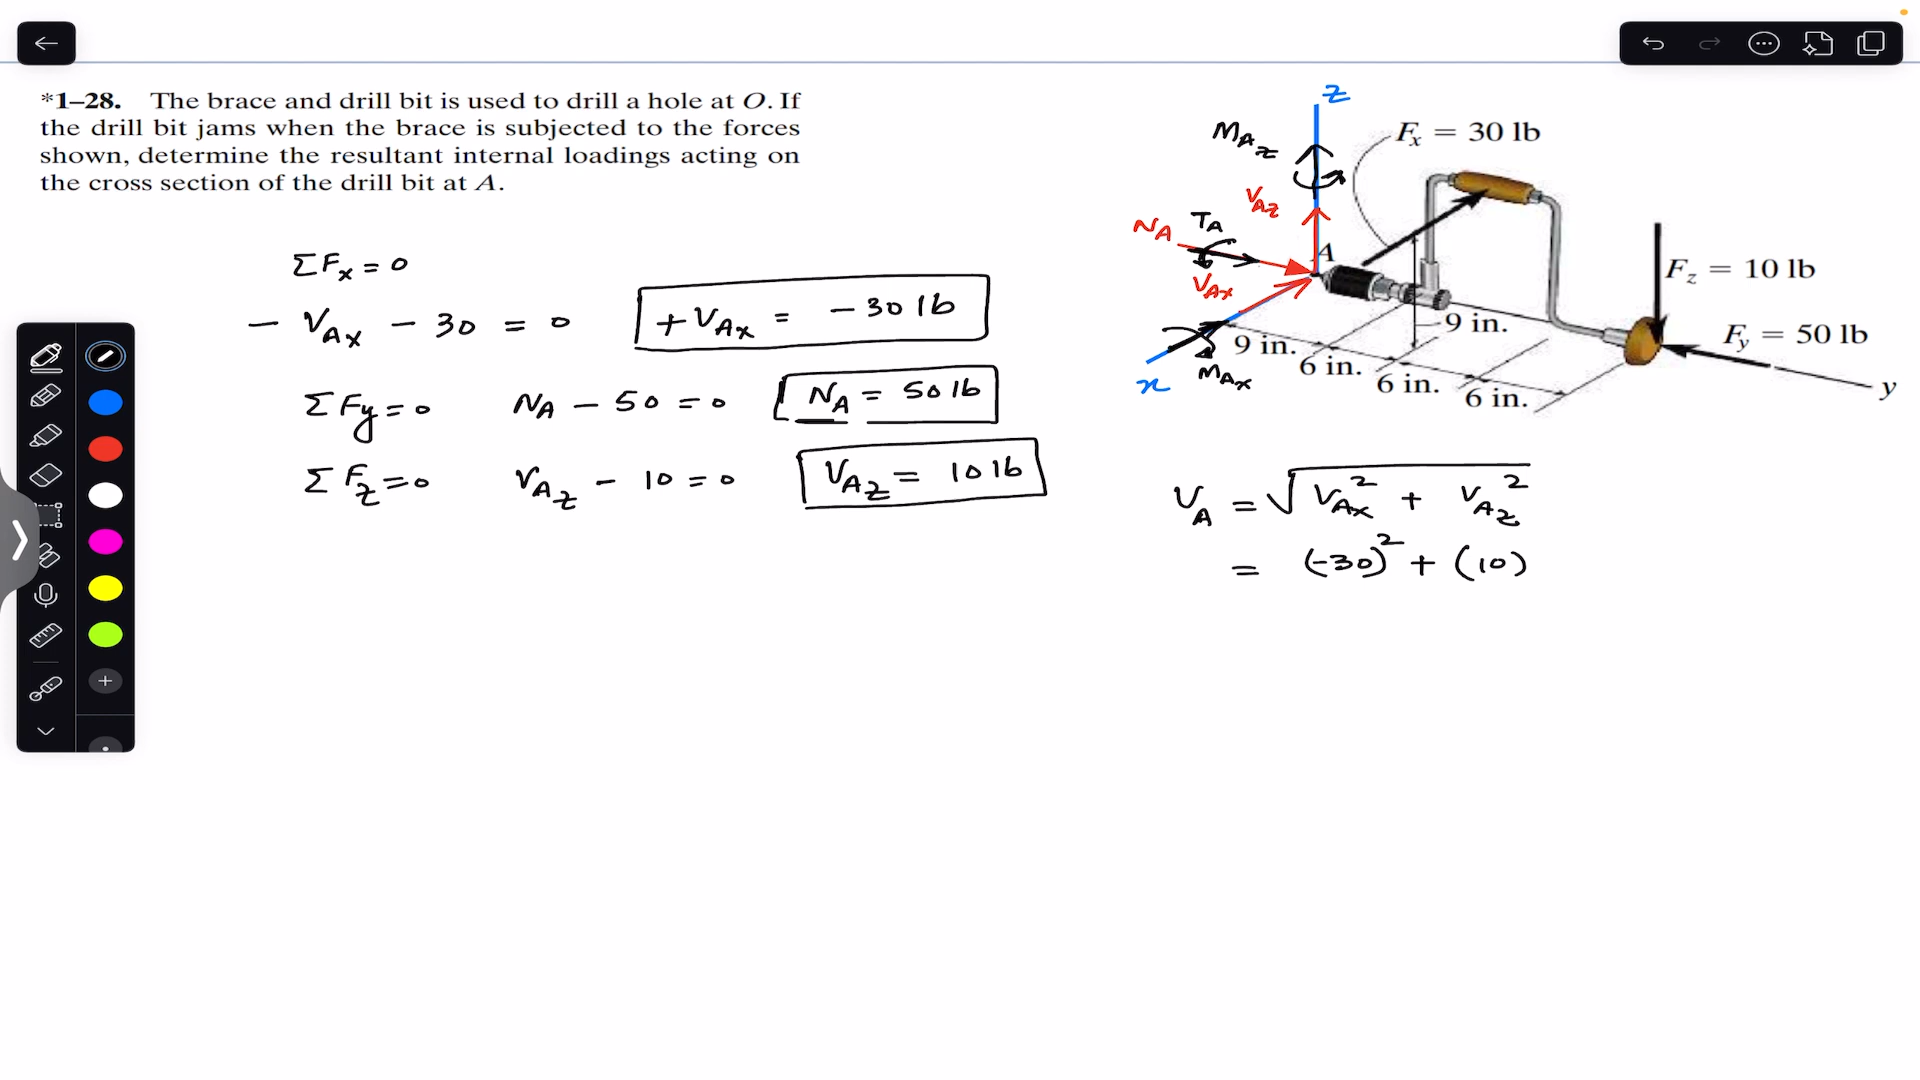 *1–28. The brace and drill bit is used to drill a hole at O. If
the drill bit jams when the brace is subjected to the forces
shown, determine the resultant internal loadings acting on
the cross section of the drill bit at A.
ΣFx = 0
− VAx − 30 = 0
+VAx = −30 lb
ΣFy = 0
NA − 50 = 0
NA = 50 lb
ΣFz = 0
VAz − 10 = 0
VAz = 10 lb
z
MAz
Fx = 30 lb
VAz
NA
TA
A
VAx
Fz = 10 lb
9 in.
Fy = 50 lb
9 in.
6 in.
6 in.
6 in.
MAx
x
y
VA = √VAx² + VAz²
= (−30)² + (10)